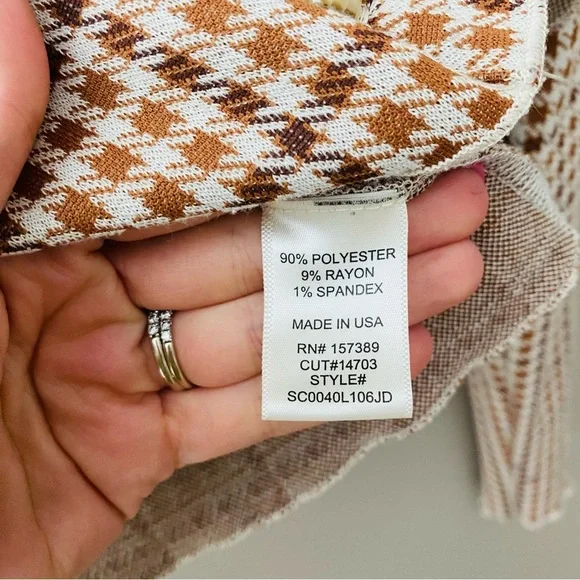 90% POLYESTER
9% RAYON
1% SPANDEX
MADE IN USA
RN# 157389
CUT#14703
STYLE#
SC0040L106JD